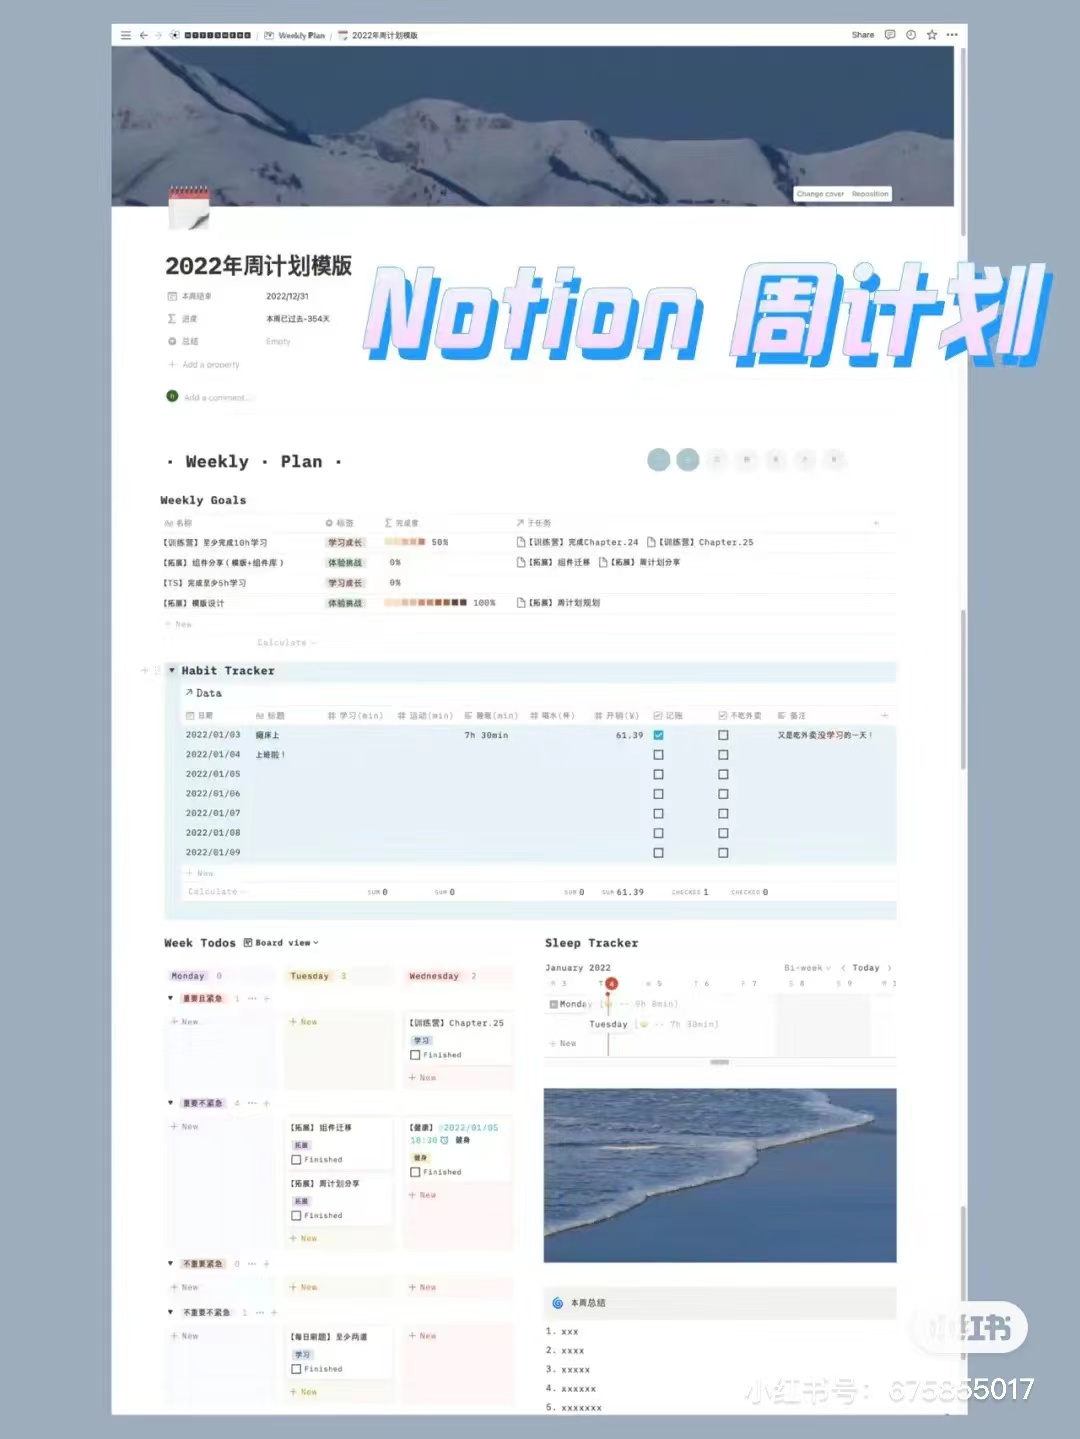 Weekly Plan / 2022年周计划模版
Share
Change cover Reposition
2022年周计划模版
Notion 周计划
本周结束 2022/12/31
进度 本周已过去-354天
总结 Empty
+ Add a property
Add a comment...
· Weekly · Plan ·
Weekly Goals
名称 标签 完成度 子任务
【训练营】至少完成10h学习 学习成长 50% 【训练营】完成Chapter.24 【训练营】Chapter.25
【拓展】组件分享(模版+组件库) 体验挑战 0% 【拓展】组件迁移 【拓展】周计划分享
【TS】完成至少5h学习 学习成长 0%
【拓展】模版设计 体验挑战 100% 【拓展】周计划规划
+ New
Calculate
Habit Tracker
Data
日期 标题 学习(min) 运动(min) 睡眠(min) 喝水(杯) 开销(¥) 记账 不吃外卖 备注
2022/01/03 瘫床上 7h 30min 61.39 又是吃外卖没学习的一天！
2022/01/04 上班啦！
2022/01/05
2022/01/06
2022/01/07
2022/01/08
2022/01/09
+ New
Calculate SUM 0 SUM 0 SUM 0 SUM 61.39 CHECKED 1 CHECKED 0
Week Todos Board view
Monday 0 Tuesday 3 Wednesday 2
重要且紧急 1
+ New + New 【训练营】Chapter.25
学习
Finished
+ New
重要不紧急 4
+ New
【拓展】组件迁移
拓展
Finished
【拓展】周计划分享
拓展
Finished
+ New
【健康】@2022/01/05
18:30 健身
健身
Finished
+ New
不重要紧急 0
+ New + New + New
不重要不紧急 1
+ New
【每日刷题】至少两道
学习
Finished
+ New
+ New
Sleep Tracker
January 2022 Bi-week Today
3 T 4 W 5 T 6 F 7 S 8 S 9
Monday [ -- 9h 0min)
Tuesday [ -- 7h 30min)
+ New
本周总结
1. xxx
2. xxxx
3. xxxxx
4. xxxxxx
5. xxxxxxx
小红书
小红书号：675855017